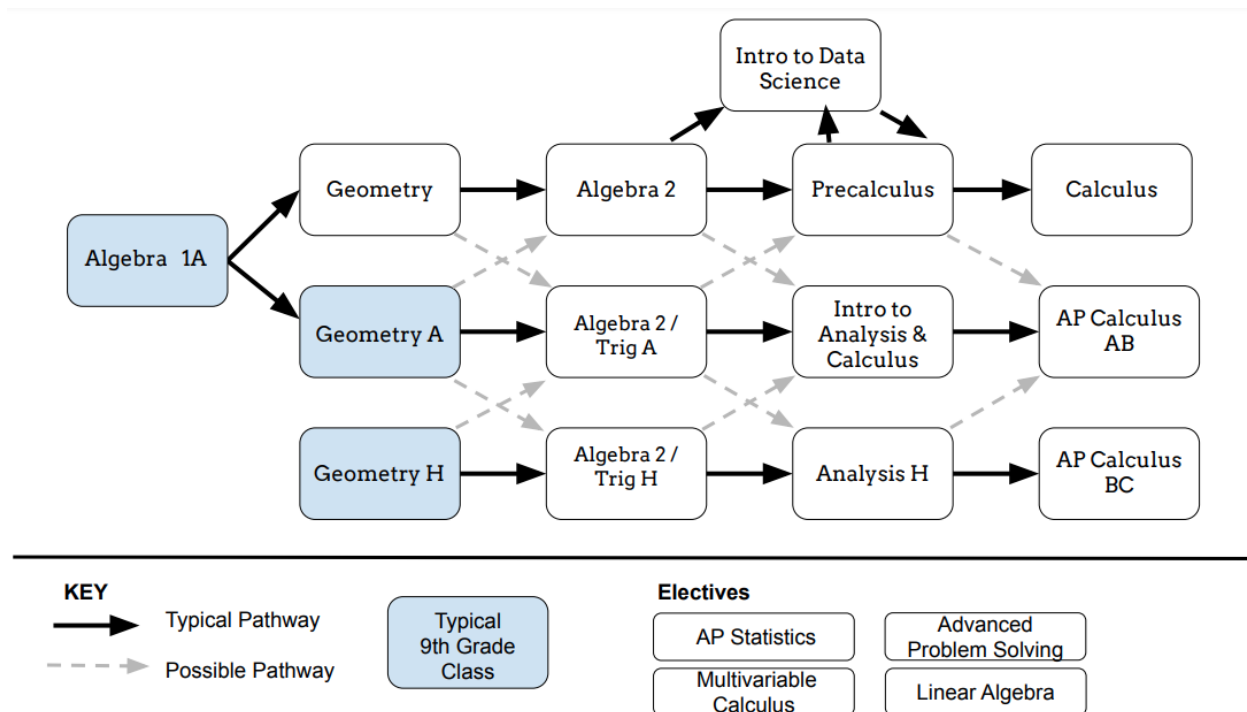 Intro to Data
Science
Geometry
Algebra 2
Precalculus
Calculus
Algebra 1A
Geometry A
Algebra 2 /
Trig A
Intro to
Analysis &
Calculus
AP Calculus
AB
Geometry H
Algebra 2 /
Trig H
Analysis H
AP Calculus
BC
KEY
Typical Pathway
Possible Pathway
Typical
9th Grade
Class
Electives
AP Statistics
Advanced
Problem Solving
Multivariable
Calculus
Linear Algebra